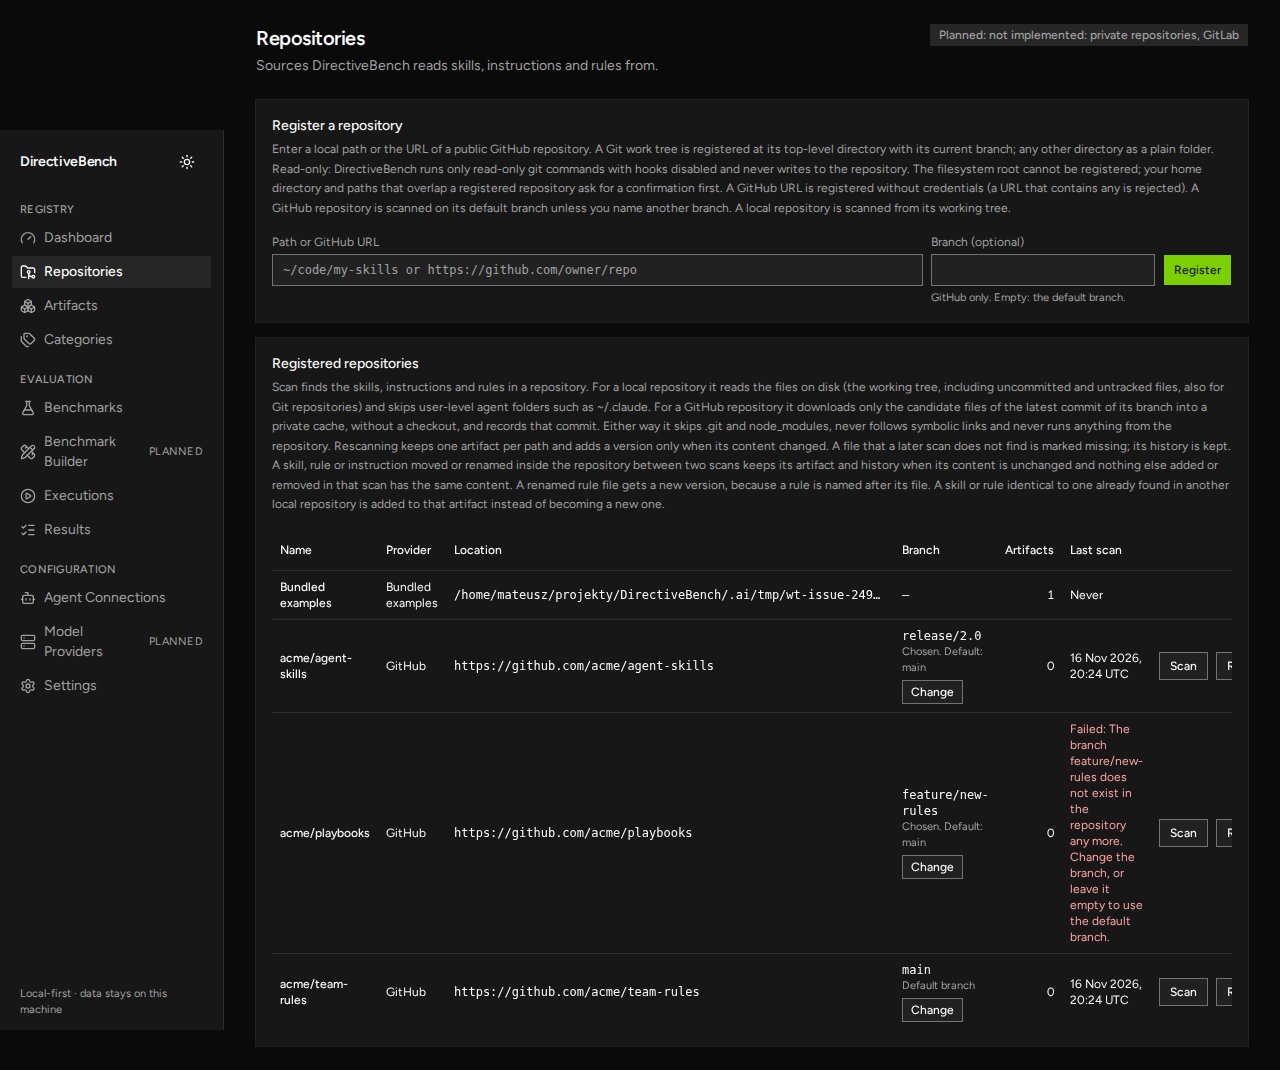 Repositories
Planned: not implemented: private repositories, GitLab
Sources DirectiveBench reads skills, instructions and rules from.
DirectiveBench
REGISTRY
Dashboard
Repositories
Artifacts
Categories
EVALUATION
Benchmarks
Benchmark
Builder
PLANNED
Executions
Results
CONFIGURATION
Agent Connections
Model
Providers
PLANNED
Settings
Local-first · data stays on this
machine
Register a repository
Enter a local path or the URL of a public GitHub repository. A Git work tree is registered at its top-level directory with its current branch; any other directory as a plain folder.
Read-only: DirectiveBench runs only read-only git commands with hooks disabled and never writes to the repository. The filesystem root cannot be registered; your home
directory and paths that overlap a registered repository ask for a confirmation first. A GitHub URL is registered without credentials (a URL that contains any is rejected). A
GitHub repository is scanned on its default branch unless you name another branch. A local repository is scanned from its working tree.
Path or GitHub URL
Branch (optional)
~/code/my-skills or https://github.com/owner/repo
Register
GitHub only. Empty: the default branch.
Registered repositories
Scan finds the skills, instructions and rules in a repository. For a local repository it reads the files on disk (the working tree, including uncommitted and untracked files, also for
Git repositories) and skips user-level agent folders such as ~/.claude. For a GitHub repository it downloads only the candidate files of the latest commit of its branch into a
private cache, without a checkout, and records that commit. Either way it skips .git and node_modules, never follows symbolic links and never runs anything from the
repository. Rescanning keeps one artifact per path and adds a version only when its content changed. A file that a later scan does not find is marked missing; its history is kept.
A skill, rule or instruction moved or renamed inside the repository between two scans keeps its artifact and history when its content is unchanged and nothing else added or
removed in that scan has the same content. A renamed rule file gets a new version, because a rule is named after its file. A skill or rule identical to one already found in another
local repository is added to that artifact instead of becoming a new one.
Name Provider Location Branch Artifacts Last scan
Bundled
examples
Bundled
examples
/home/mateusz/projekty/DirectiveBench/.ai/tmp/wt-issue-249…
—
1
Never
acme/agent-
skills
GitHub
https://github.com/acme/agent-skills
release/2.0
Chosen. Default:
main
Change
0
16 Nov 2026,
20:24 UTC
Scan
acme/playbooks
GitHub
https://github.com/acme/playbooks
feature/new-
rules
Chosen. Default:
main
Change
0
Failed: The
branch
feature/new-
rules does
not exist in
the
repository
any more.
Change the
branch, or
leave it
empty to use
the default
branch.
Scan
acme/team-
rules
GitHub
https://github.com/acme/team-rules
main
Default branch
Change
0
16 Nov 2026,
20:24 UTC
Scan